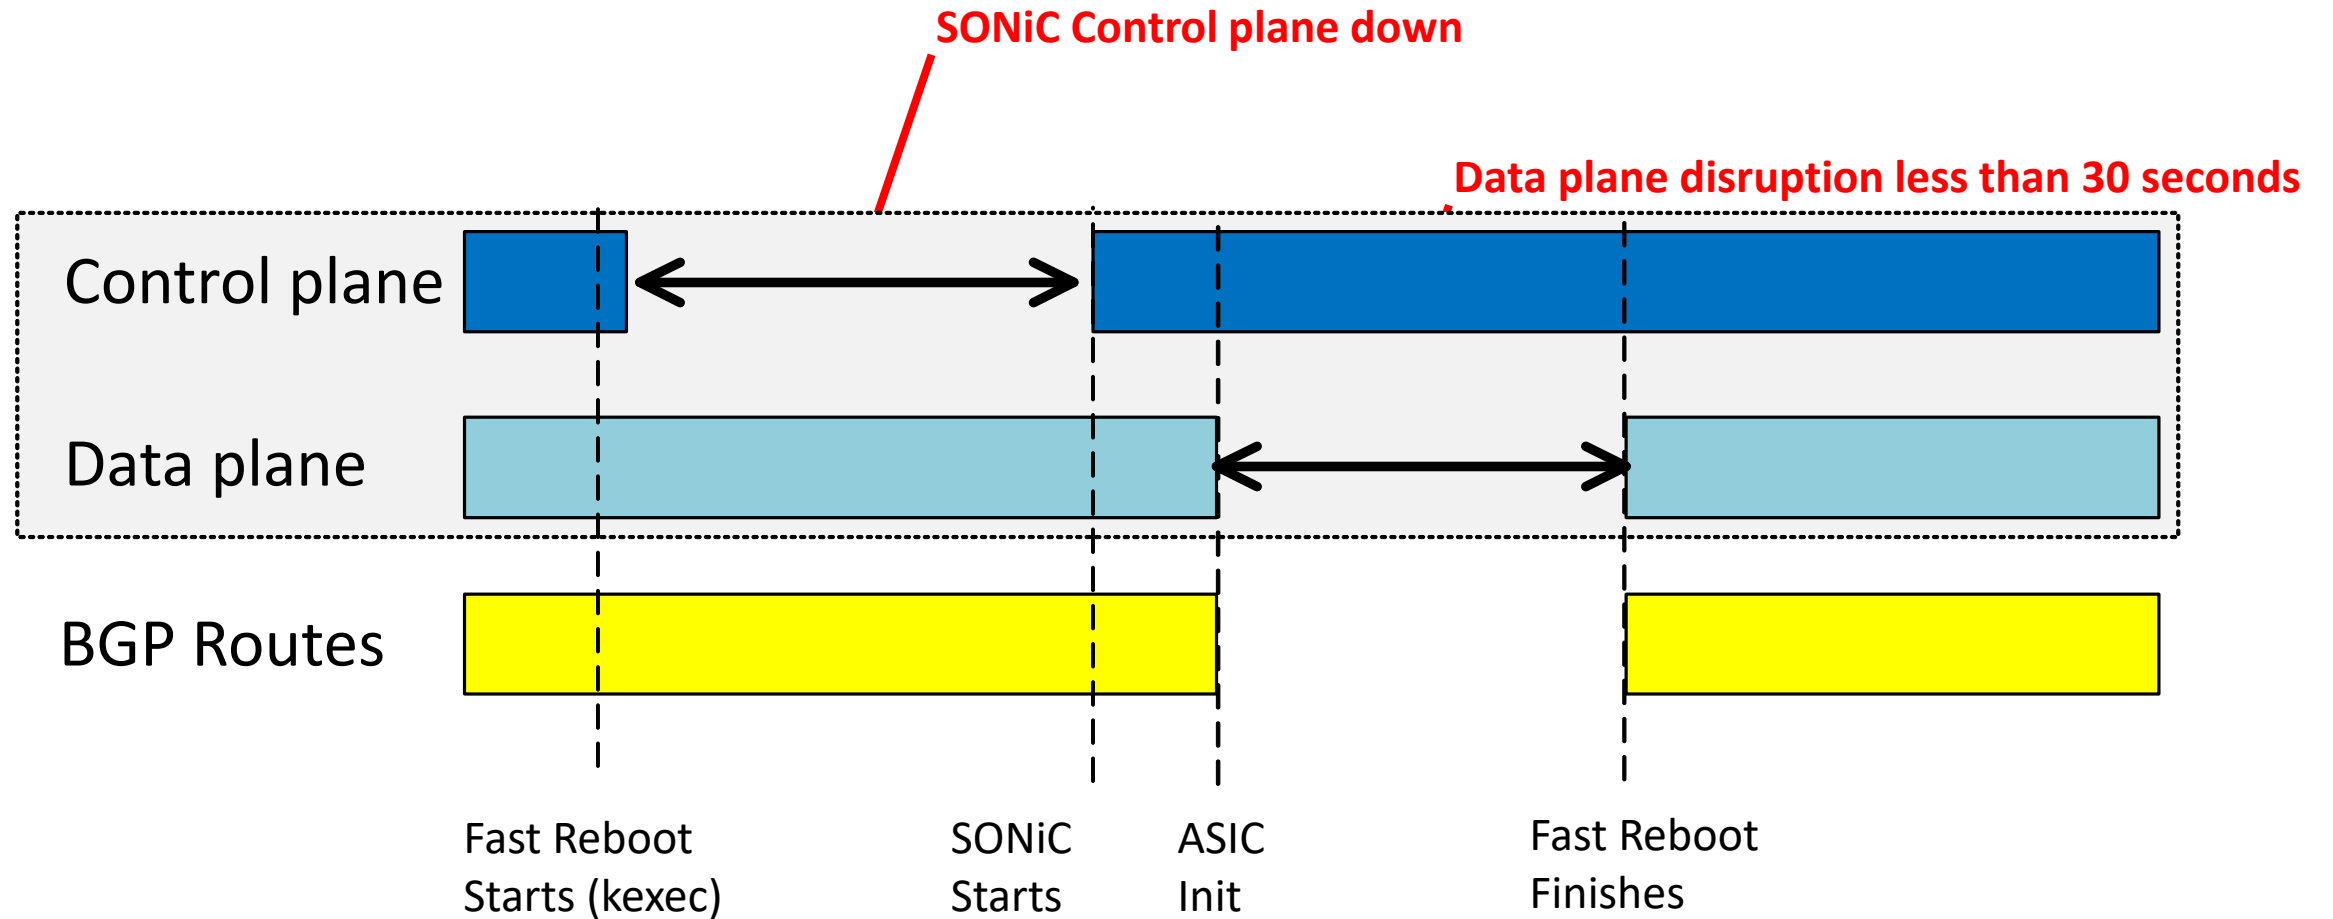 SONiC Control plane down
Data plane disruption less than 30 seconds
Control plane
Data plane
BGP Routes
Fast Reboot
Starts (kexec)
SONiC
Starts
ASIC
Init
Fast Reboot
Finishes